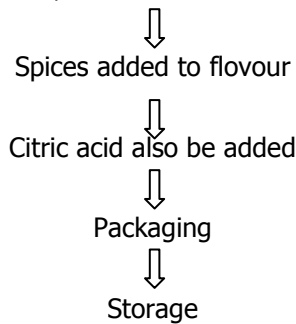 Spices added to flovour
Citric acid also be added
Packaging
Storage